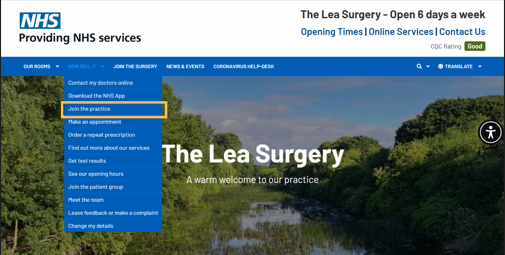 NHS
Providing NHS services
The Lea Surgery - Open 6 days a week
Opening Times | Online Services | Contact Us
CQC Rating Good
OUR ROOMS HOW DO I...? JOIN THE SURGERY NEWS & EVENTS CORONAVIRUS HELP-DESK TRANSLATE
Contact my doctors online
Download the NHS App
Join the practice
Make an appointment
Order a repeat prescription
Find out more about our services
Get test results
See our opening hours
Join the patient group
Meet the team
Leave feedback or make a complaint
Change my details
The Lea Surgery
A warm welcome to our practice